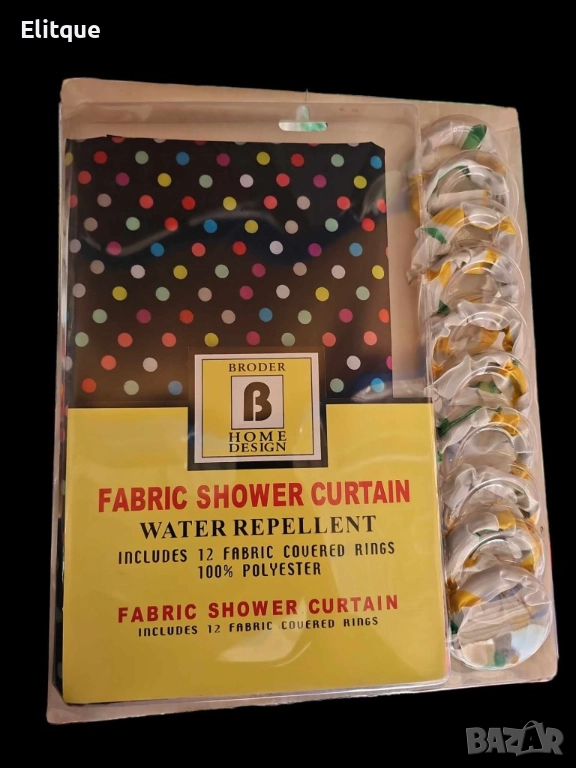 Elitque
BRODER
B
HOME
DESIGN
FABRIC SHOWER CURTAIN
WATER REPELLENT
INCLUDES 12 FABRIC COVERED RINGS
100% POLYESTER
FABRIC SHOWER CURTAIN
INCLUDES 12 FABRIC COVERED RINGS
BAZAR